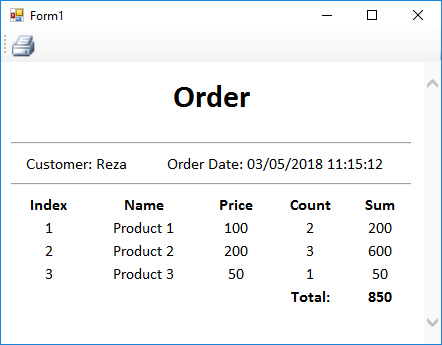 Form1
Order
Customer: Reza Order Date: 03/05/2018 11:15:12
Index Name Price Count Sum
1 Product 1 100 2 200
2 Product 2 200 3 600
3 Product 3 50 1 50
Total: 850